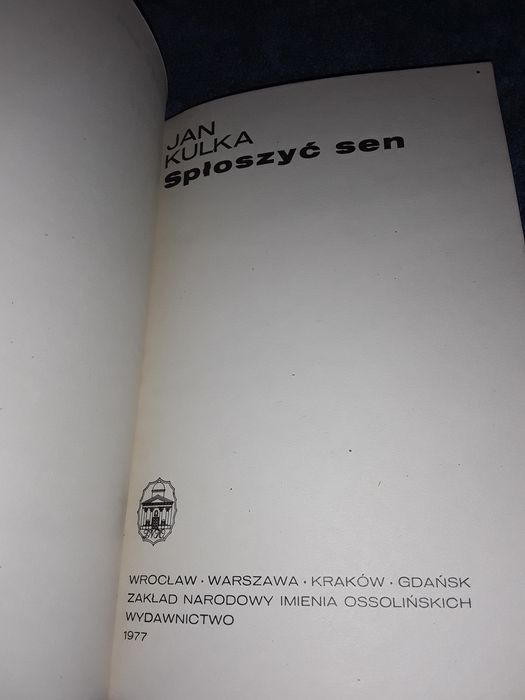 JAN
KULKA
Spłoszyć sen
WROCŁAW · WARSZAWA · KRAKÓW · GDAŃSK
ZAKŁAD NARODOWY IMIENIA OSSOLIŃSKICH
WYDAWNICTWO
1977